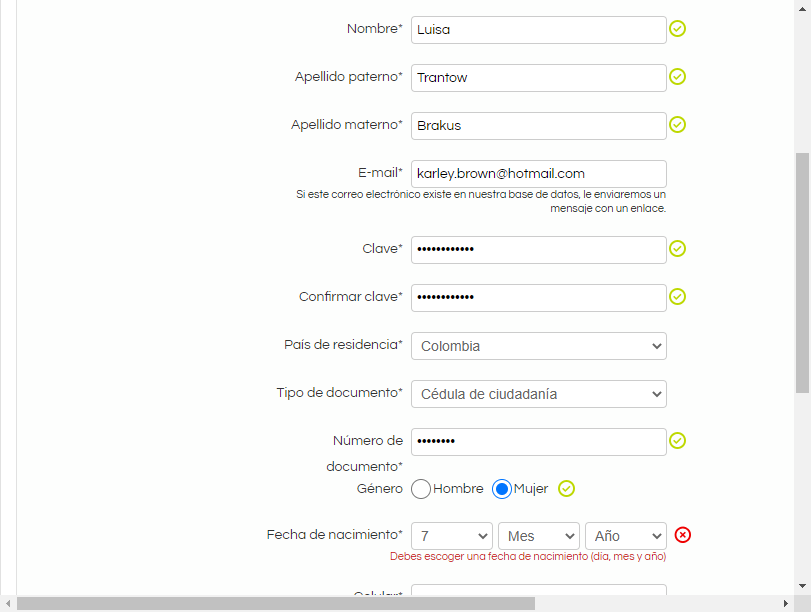 Nombre* Luisa
Apellido paterno* Trantow
Apellido materno* Brakus
E-mail* karley.brown@hotmail.com
Si este correo electrónico existe en nuestra base de datos, le enviaremos un
mensaje con un enlace.
Clave* ••••••••••••
Confirmar clave* ••••••••••••
País de residencia* Colombia
Tipo de documento* Cédula de ciudadanía
Número de ••••••••
documento*
Género Hombre Mujer
Fecha de nacimiento* 7 Mes Año
Debes escoger una fecha de nacimiento (día, mes y año)
Celular*